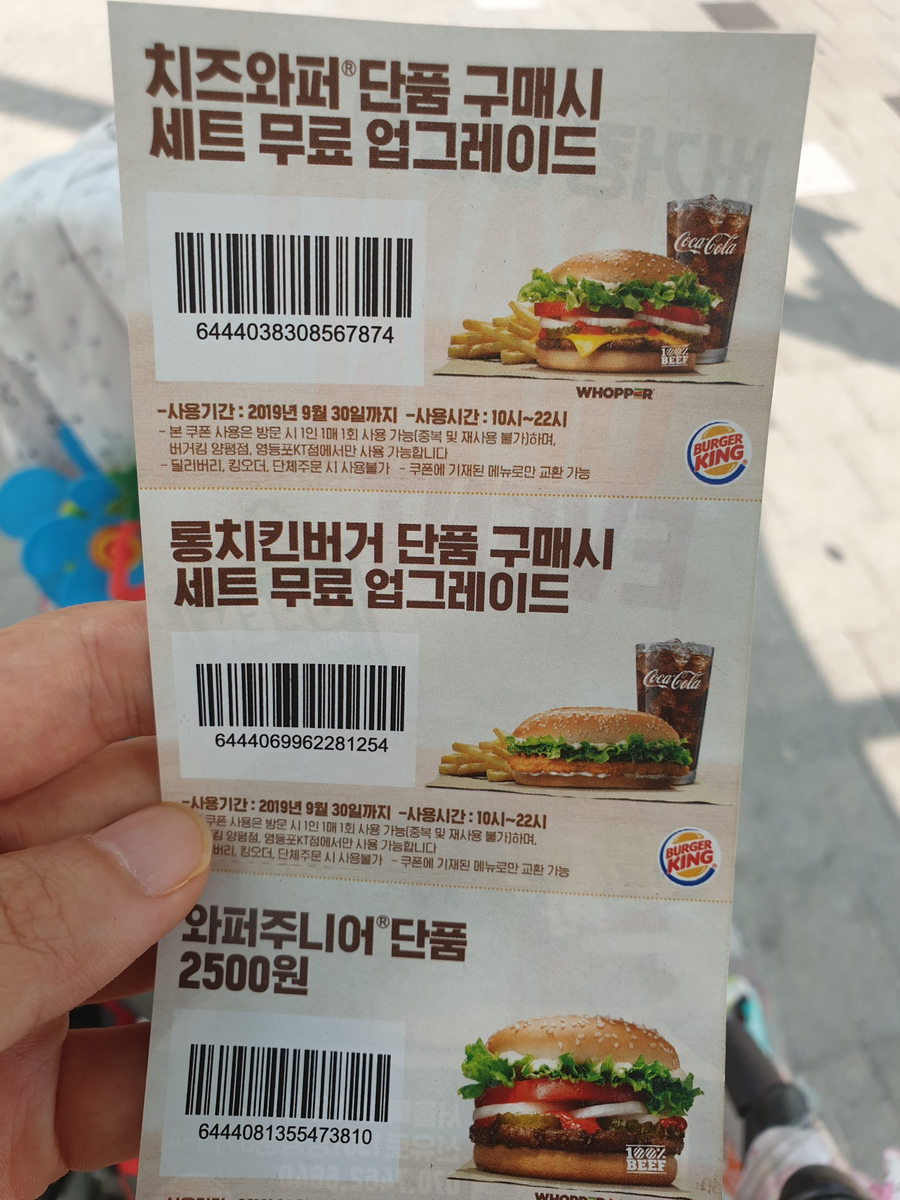 치즈와퍼®단품 구매시
세트 무료 업그레이드
Coca-Cola
6444038308567874
100%
BEEF
WHOPPER
-사용기간 : 2019년 9월 30일까지 -사용시간 : 10시~22시
- 본 쿠폰 사용은 방문 시 1인 1매 1회 사용 가능(중복 및 재사용 불가)하며,
버거킹 양평점, 영등포KT점에서만 사용 가능합니다
- 딜리버리, 킹오더, 단체주문 시 사용불가 - 쿠폰에 기재된 메뉴로만 교환 가능
BURGER
KING
롱치킨버거 단품 구매시
세트 무료 업그레이드
Coca-Cola
6444069962281254
-사용기간 : 2019년 9월 30일까지 -사용시간 : 10시~22시
쿠폰 사용은 방문 시 1인 1매 1회 사용 가능(중복 및 재사용 불가)하며,
킹 양평점, 영등포KT점에서만 사용 가능합니다
버리, 킹오더, 단체주문 시 사용불가 - 쿠폰에 기재된 메뉴로만 교환 가능
BURGER
KING
와퍼주니어®단품
2500원
6444081355473810
100%
BEEF